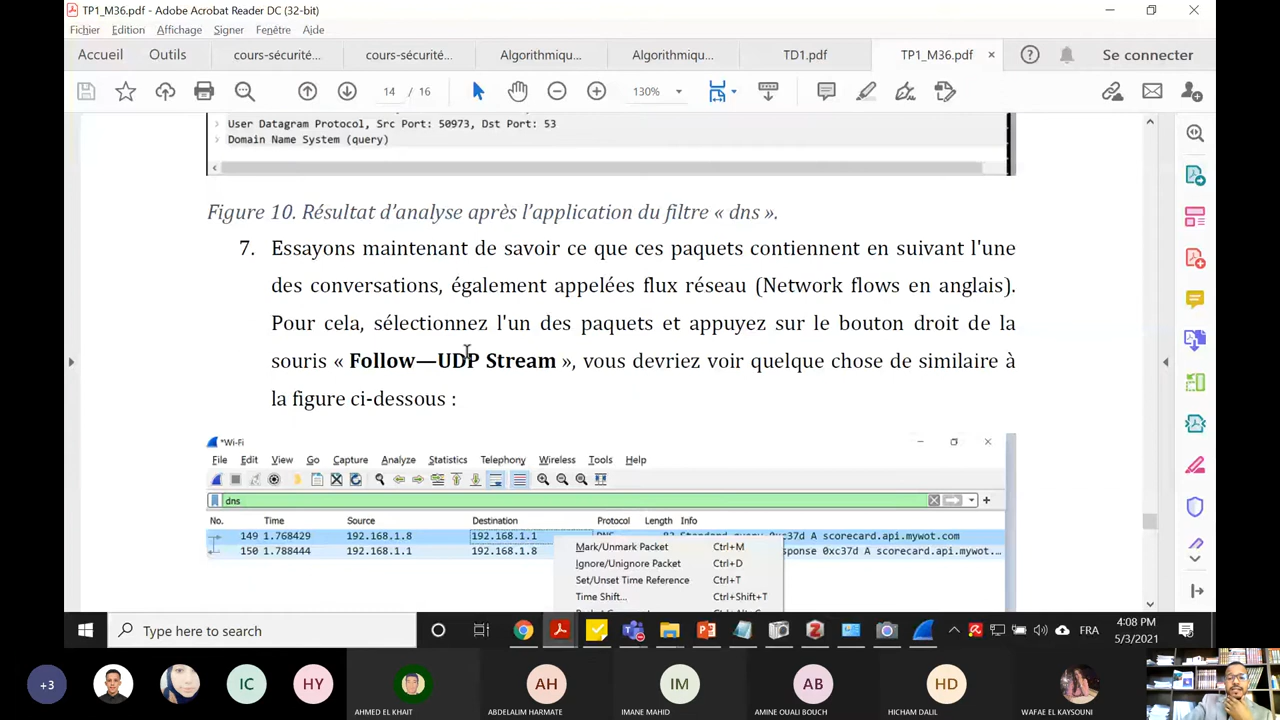 TP1_M36.pdf - Adobe Acrobat Reader DC (32-bit)
Fichier Edition Affichage Signer Fenêtre Aide
Accueil Outils cours-sécurité... cours-sécurité... Algorithmiqu... Algorithmiqu... TD1.pdf TP1_M36.pdf × Se connecter
14 / 16 130%
User Datagram Protocol, Src Port: 50973, Dst Port: 53
Domain Name System (query)
Figure 10. Résultat d'analyse après l'application du filtre « dns ».
7. Essayons maintenant de savoir ce que ces paquets contiennent en suivant l'une
des conversations, également appelées flux réseau (Network flows en anglais).
Pour cela, sélectionnez l'un des paquets et appuyez sur le bouton droit de la
souris « Follow—UDP Stream », vous devriez voir quelque chose de similaire à
la figure ci-dessous :
*Wi-Fi
File Edit View Go Capture Analyze Statistics Telephony Wireless Tools Help
dns
No. Time Source Destination Protocol Length Info
149 1.768429 192.168.1.8 192.168.1.1 Standard query 0xc37d A scorecard.api.mywot.com
150 1.788444 192.168.1.1 192.168.1.8 sponse 0xc37d A scorecard.api.mywot...
Mark/Unmark Packet Ctrl+M
Ignore/Unignore Packet Ctrl+D
Set/Unset Time Reference Ctrl+T
Time Shift... Ctrl+Shift+T
Type here to search
FRA
4:08 PM
5/3/2021
+3 IC HY AH IM AB HD
AHMED EL KHAIT ABDELALIM HARMATE IMANE MAHID AMINE OUALI BOUCH HICHAM DALIL WAFAE EL KAYSOUNI